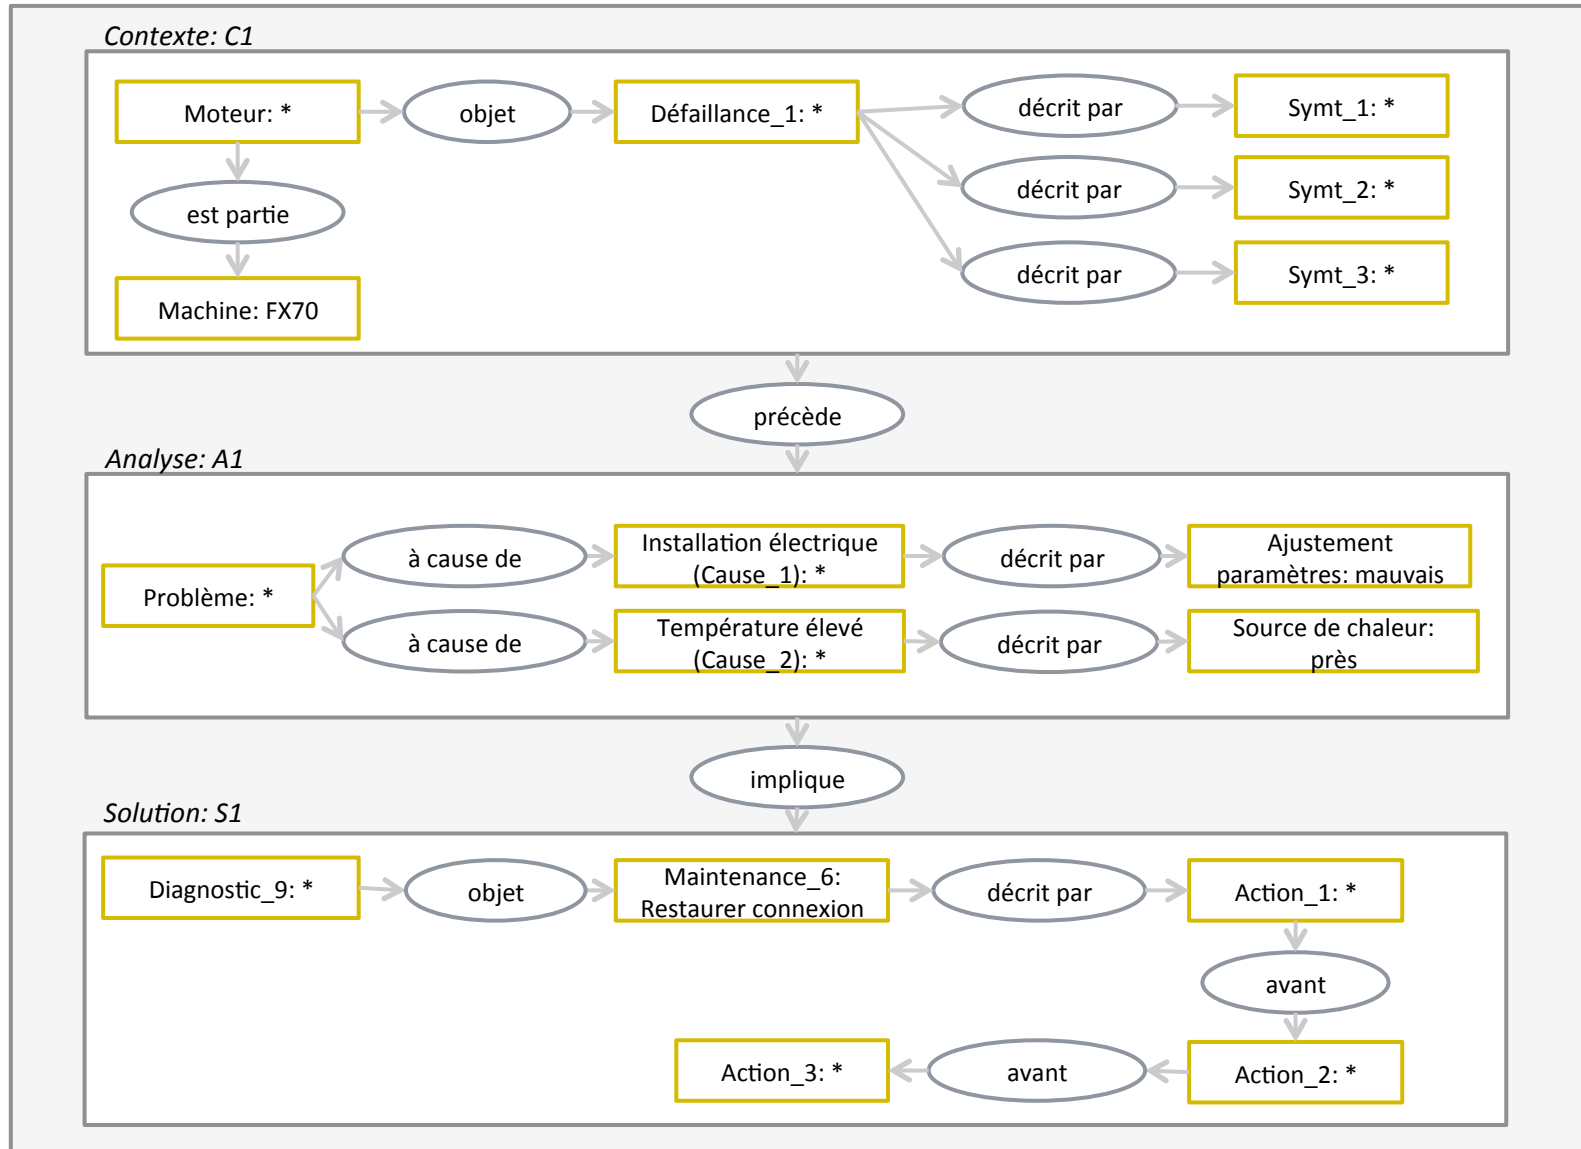 Contexte: C1
Moteur: *
objet
Défaillance_1: *
décrit par
Symt_1: *
décrit par
Symt_2: *
est partie
décrit par
Symt_3: *
Machine: FX70
précède
Analyse: A1
Problème: *
à cause de
Installation électrique
(Cause_1): *
décrit par
Ajustement
paramètres: mauvais
à cause de
Température élevé
(Cause_2): *
décrit par
Source de chaleur:
près
implique
Solution: S1
Diagnostic_9: *
objet
Maintenance_6:
Restaurer connexion
décrit par
Action_1: *
avant
Action_2: *
avant
Action_3: *